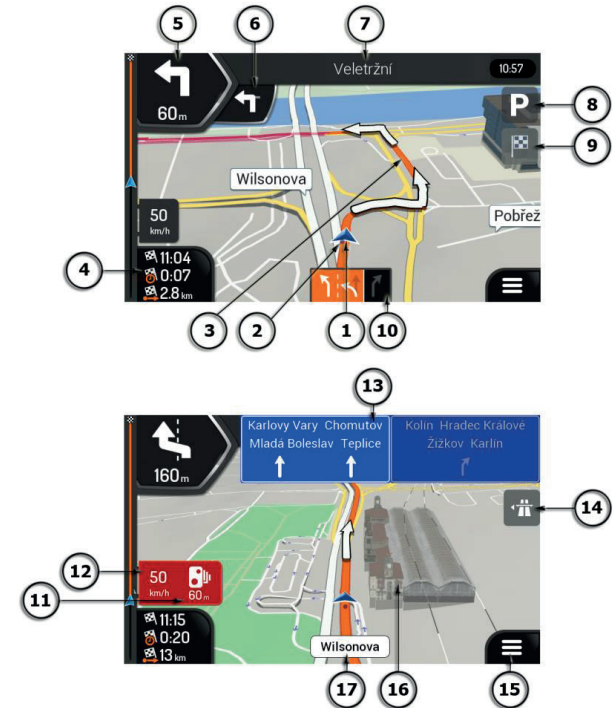 5
6
7
Veletržní
10:57
60 m
P
8
9
Wilsonova
50
km/h
Pobřež
4
11:04
0:07
2.8 km
3
2
1
10
13
Karlovy Vary Chomutov
Mladá Boleslav Teplice
Kolín Hradec Králové
Žižkov Karlín
160 m
14
12
50
km/h
60 m
11
11:15
0:20
13 km
Wilsonova
17
16
15